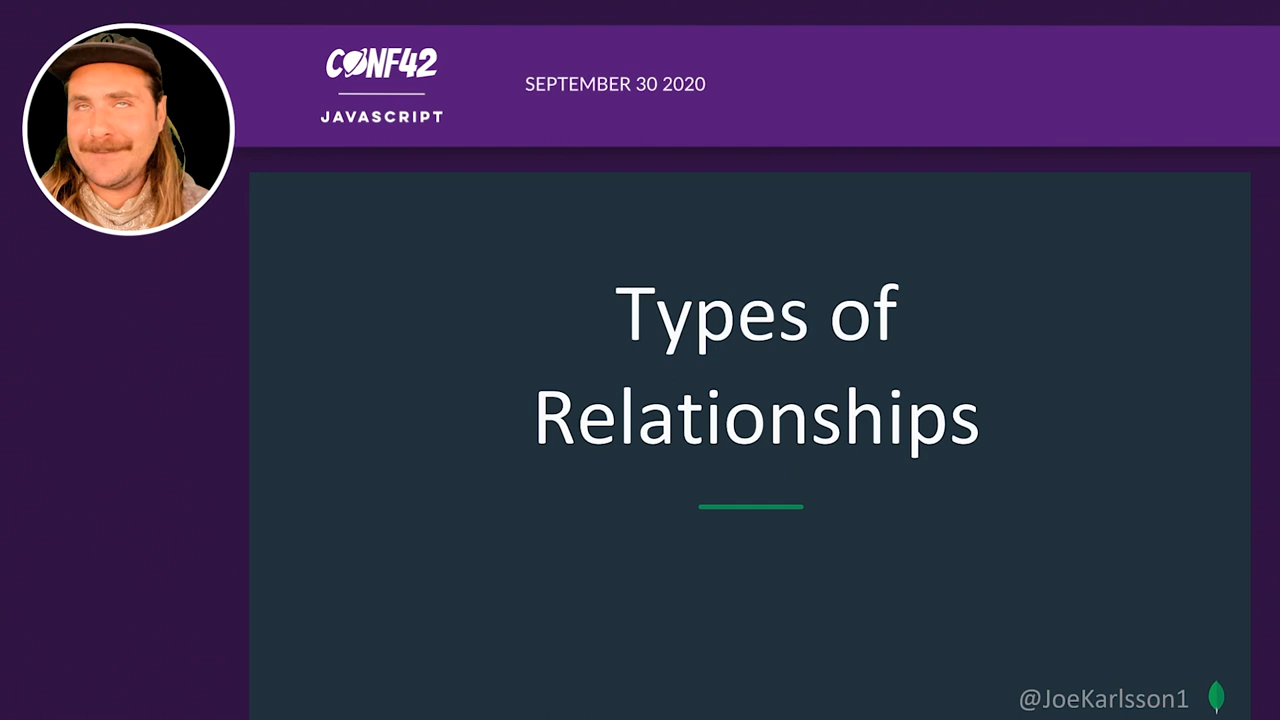 CONF42
JAVASCRIPT
SEPTEMBER 30 2020
Types of
Relationships
@JoeKarlsson1